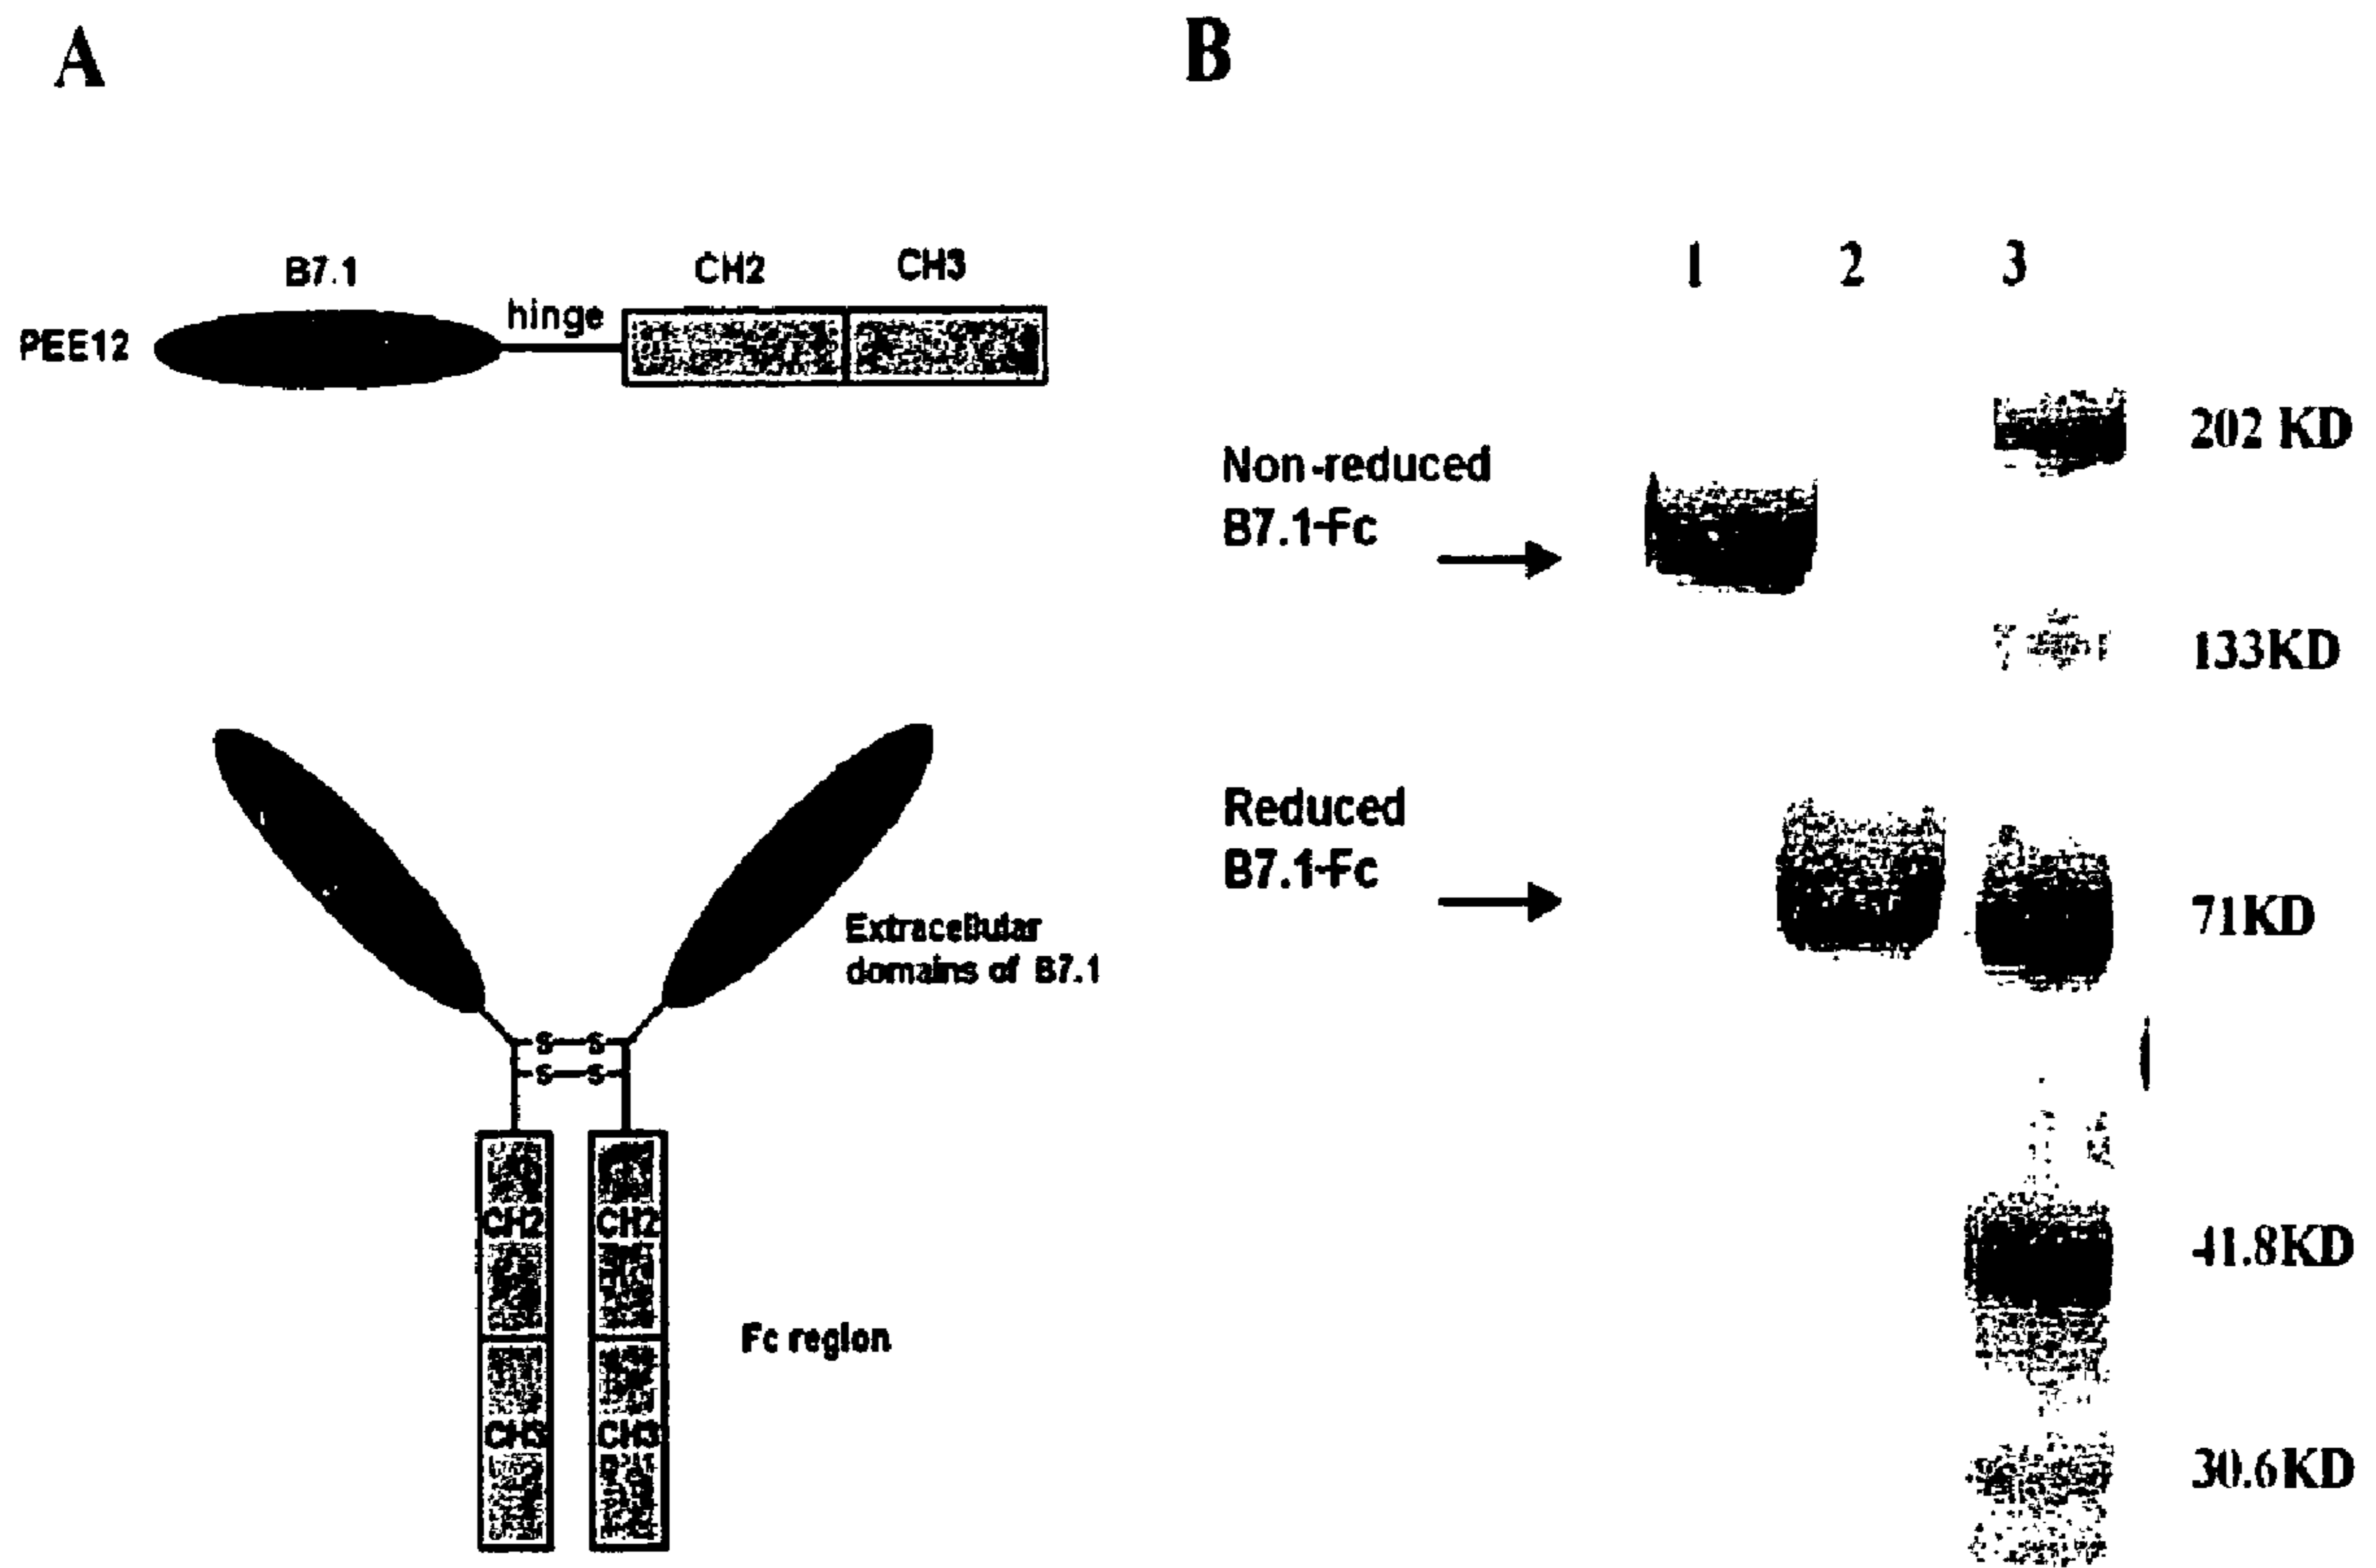 A
B7.1
hinge
CH2
CH3
PEE12
Extracellular
domains of B7.1
S S
S S
CH2 CH2
Fc region
CH3 CH3
B
1 2 3
Non-reduced
B7.1-Fc
Reduced
B7.1-Fc
202 KD
133KD
71KD
41.8KD
30.6KD